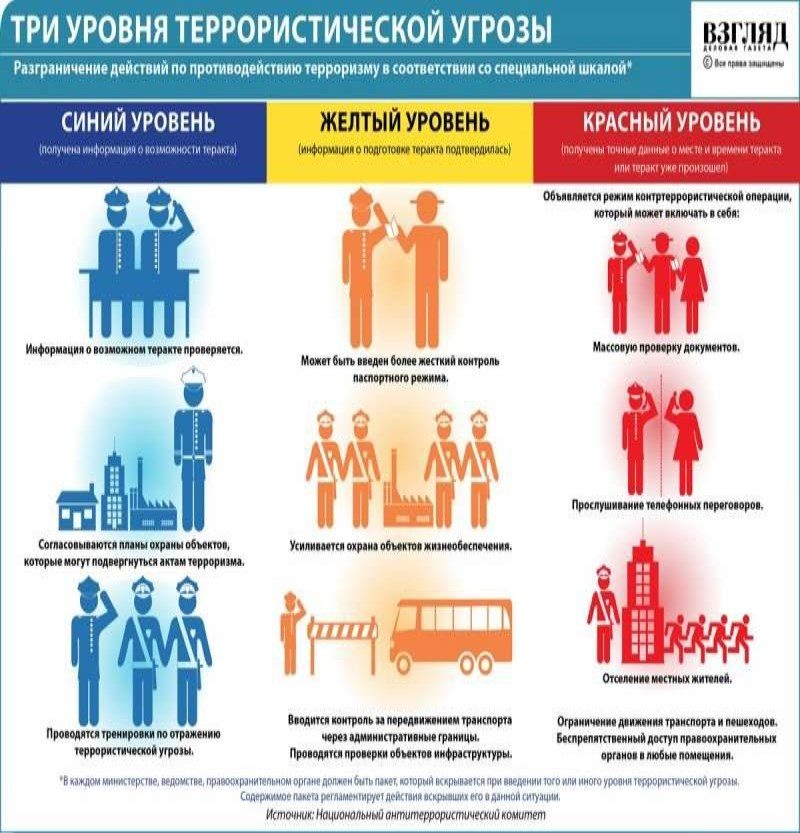 ТРИ УРОВНЯ ТЕРРОРИСТИЧЕСКОЙ УГРОЗЫ
Разграничение действий по противодействию терроризму в соответствии со специальной шкалой*
ВЗГЛЯД
ДЕЛОВАЯ ГАЗЕТА
© Все права защищены
СИНИЙ УРОВЕНЬ
(получена информация о возможности теракта)
Информация о возможном теракте проверяется.
Согласовываются планы охраны объектов,
которые могут подвергнуться актам терроризма.
Проводятся тренировки по отражению
террористической угрозы.
ЖЕЛТЫЙ УРОВЕНЬ
(информация о подготовке теракта подтвердилась)
Может быть введен более жесткий контроль
паспортного режима.
Усиливается охрана объектов жизнеобеспечения.
Вводится контроль за передвижением транспорта
через административные границы.
Проводятся проверки объектов инфраструктуры.
КРАСНЫЙ УРОВЕНЬ
(получены точные данные о месте и времени теракта
или теракт уже произошел)
Объявляется режим контртеррористической операции,
который может включать в себя:
Массовую проверку документов.
Прослушивание телефонных переговоров.
Отселение местных жителей.
Ограничение движения транспорта и пешеходов.
Беспрепятственный доступ правоохранительных
органов в любые помещения.
*В каждом министерстве, ведомстве, правоохранительном органе должен быть пакет, который вскрывается при введении того или иного уровня террористической угрозы.
Содержимое пакета регламентирует действия вскрывших его в данной ситуации.
Источник: Национальный антитеррористический комитет